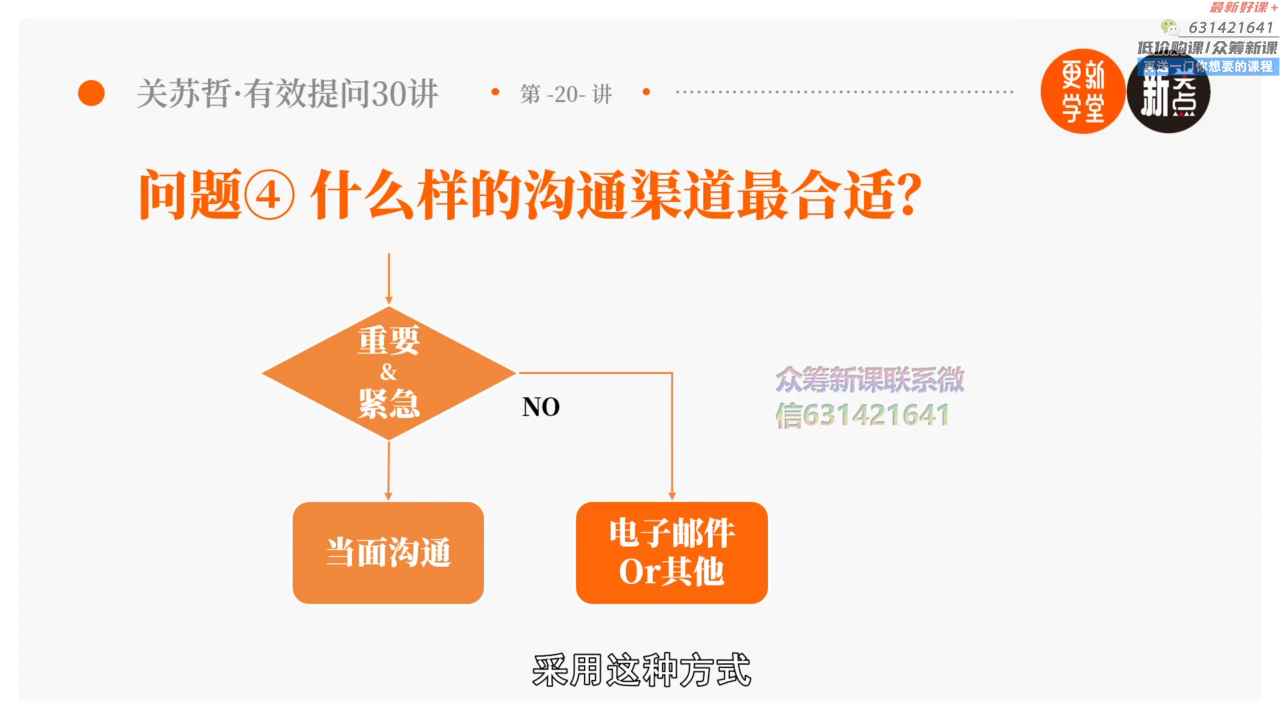 最新好课+
631421641
低价购课/众筹新课
再送一门你想要的课程
关苏哲·有效提问30讲
第 -20- 讲
更新学堂
新关点
问题④ 什么样的沟通渠道最合适?
重要
&
紧急
NO
众筹新课联系微
信631421641
当面沟通
电子邮件
Or其他
采用这种方式